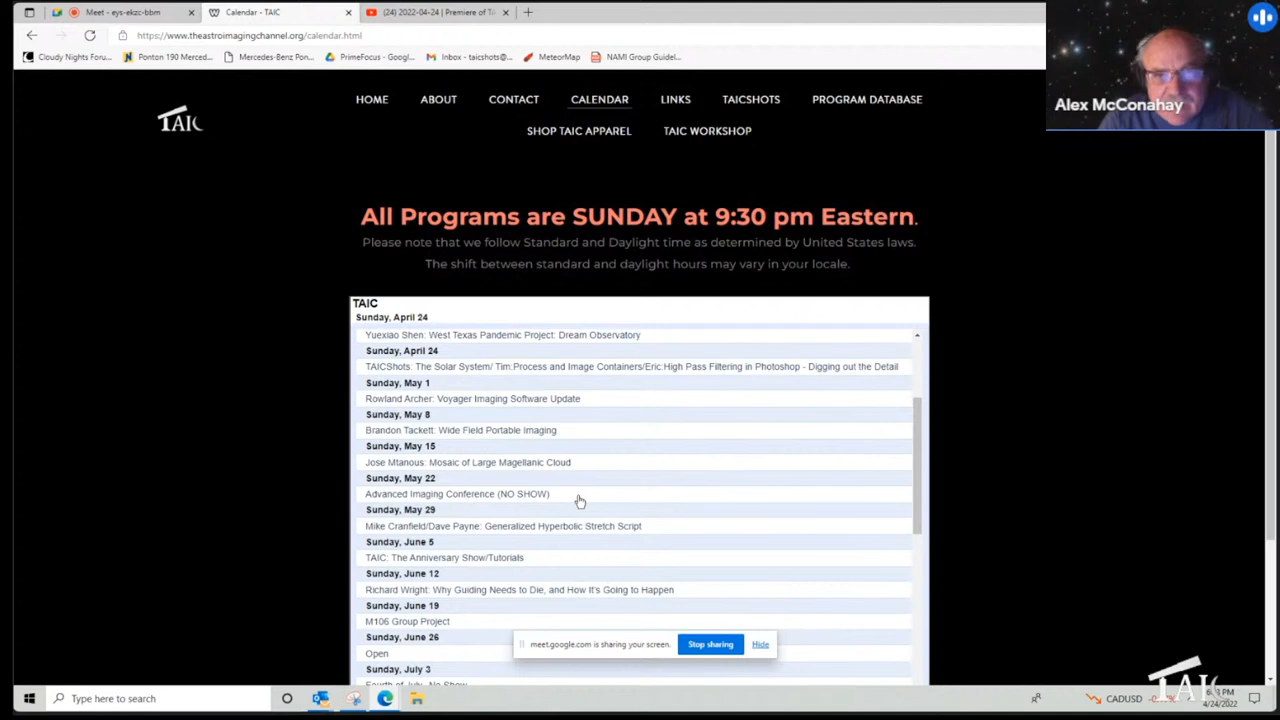 Meet - eys-ekzc-bbm
Calendar - TAIC
(24) 2022-04-24 | Premiere of TA
https://www.theastroimagingchannel.org/calendar.html
Cloudy Nights Foru...
Ponton 190 Merced...
Mercedes-Benz Pon...
PrimeFocus - Googl...
Inbox - taicshots@...
MeteorMap
NAMI Group Guidel...
Alex McConahay
TAIC
HOME ABOUT CONTACT CALENDAR LINKS TAICSHOTS PROGRAM DATABASE
SHOP TAIC APPAREL TAIC WORKSHOP
All Programs are SUNDAY at 9:30 pm Eastern.
Please note that we follow Standard and Daylight time as determined by United States laws.
The shift between standard and daylight hours may vary in your locale.
TAIC
Sunday, April 24
Yuexiao Shen: West Texas Pandemic Project: Dream Observatory
Sunday, April 24
TAICShots: The Solar System/ Tim:Process and Image Containers/Eric:High Pass Filtering in Photoshop - Digging out the Detail
Sunday, May 1
Rowland Archer: Voyager Imaging Software Update
Sunday, May 8
Brandon Tackett: Wide Field Portable Imaging
Sunday, May 15
Jose Mtanous: Mosaic of Large Magellanic Cloud
Sunday, May 22
Advanced Imaging Conference (NO SHOW)
Sunday, May 29
Mike Cranfield/Dave Payne: Generalized Hyperbolic Stretch Script
Sunday, June 5
TAIC: The Anniversary Show/Tutorials
Sunday, June 12
Richard Wright: Why Guiding Needs to Die, and How It's Going to Happen
Sunday, June 19
M106 Group Project
Sunday, June 26
Open
Sunday, July 3
Fourth of July- No Show
meet.google.com is sharing your screen.
Stop sharing
Hide
Type here to search
CADUSD
4/24/2022
TAIC